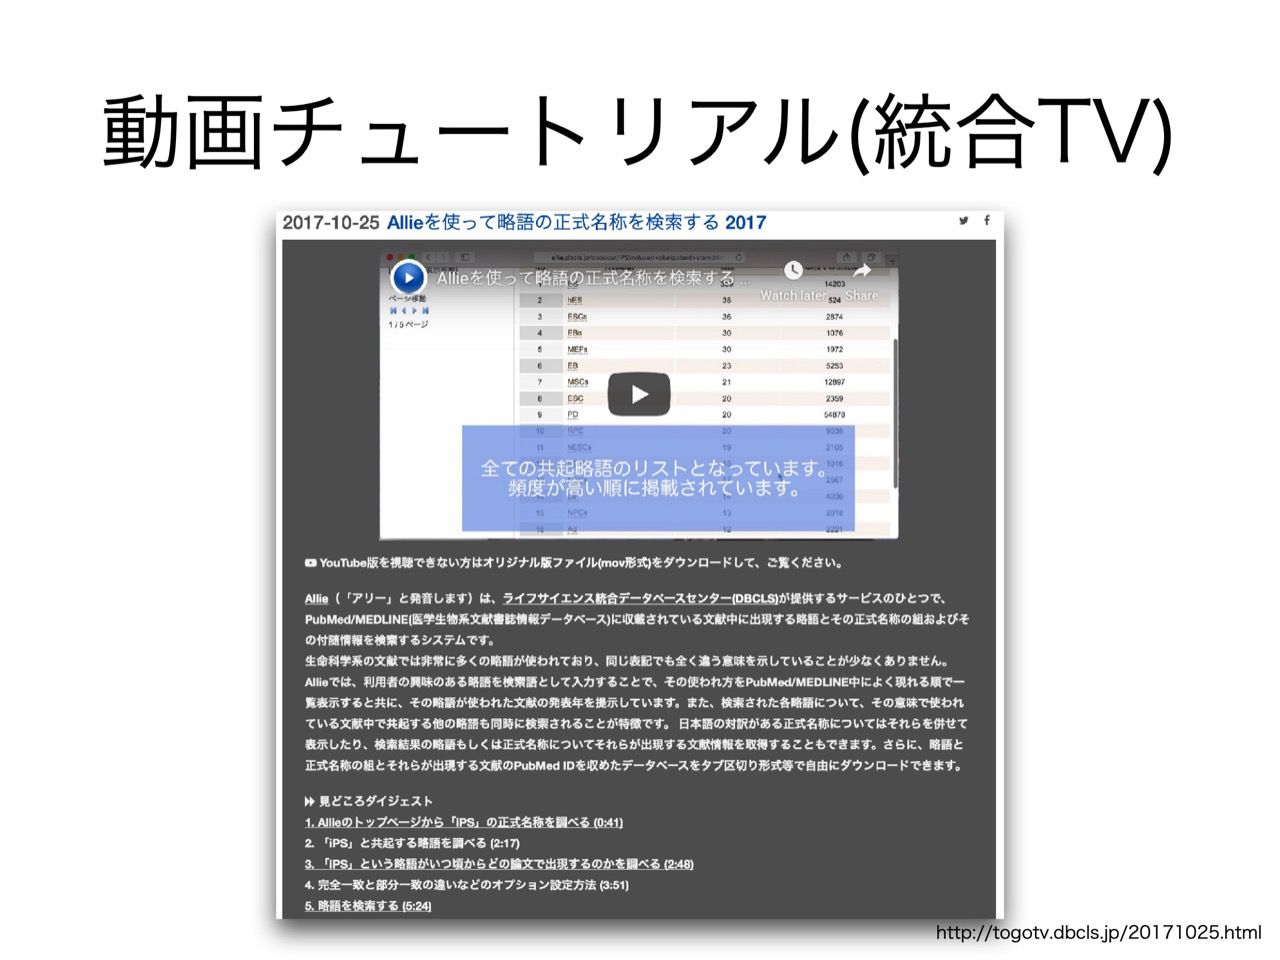 動画チュートリアル(統合TV)
2017-10-25 Allieを使って略語の正式名称を検索する 2017
Allieを使って略語の正式名称を検索する ...
Watch later
Share
ページ移動
1 / 5 ページ
14203
2 hES 38 524
3 ESCs 36 2874
4 EBs 30 1076
5 MEFs 30 1972
6 EB 23 5253
7 MSCs 21 12897
8 ESC 20 2359
9 PD 20 54878
10 RPE 20
11 hESCs 19 2105
全ての共起略語のリストとなっています。
頻度が高い順に掲載されています。
YouTube版を視聴できない方はオリジナル版ファイル(mov形式)をダウンロードして、ご覧ください。
Allie（「アリー」と発音します）は、ライフサイエンス統合データベースセンター(DBCLS)が提供するサービスのひとつで、
PubMed/MEDLINE(医学生物系文献書誌情報データベース)に収載されている文献中に出現する略語とその正式名称の組およびそ
の付随情報を検索するシステムです。
生命科学系の文献では非常に多くの略語が使われており、同じ表記でも全く違う意味を示していることが少なくありません。
Allieでは、利用者の興味のある略語を検索語として入力することで、その使われ方をPubMed/MEDLINE中によく現れる順で一
覧表示すると共に、その略語が使われた文献の発表年を提示しています。また、検索された各略語について、その意味で使われ
ている文献中で共起する他の略語も同時に検索されることが特徴です。 日本語の対訳がある正式名称についてはそれらを併せて
表示したり、検索結果の略語もしくは正式名称についてそれらが出現する文献情報を取得することもできます。さらに、略語と
正式名称の組とそれらが出現する文献のPubMed IDを収めたデータベースをタブ区切り形式等で自由にダウンロードできます。
見どころダイジェスト
1. Allieのトップページから「iPS」の正式名称を調べる (0:41)
2. 「iPS」と共起する略語を調べる (2:17)
3. 「iPS」という略語がいつ頃からどの論文で出現するのかを調べる (2:48)
4. 完全一致と部分一致の違いなどのオプション設定方法 (3:51)
5. 略語を検索する (5:24)
http://togotv.dbcls.jp/20171025.html